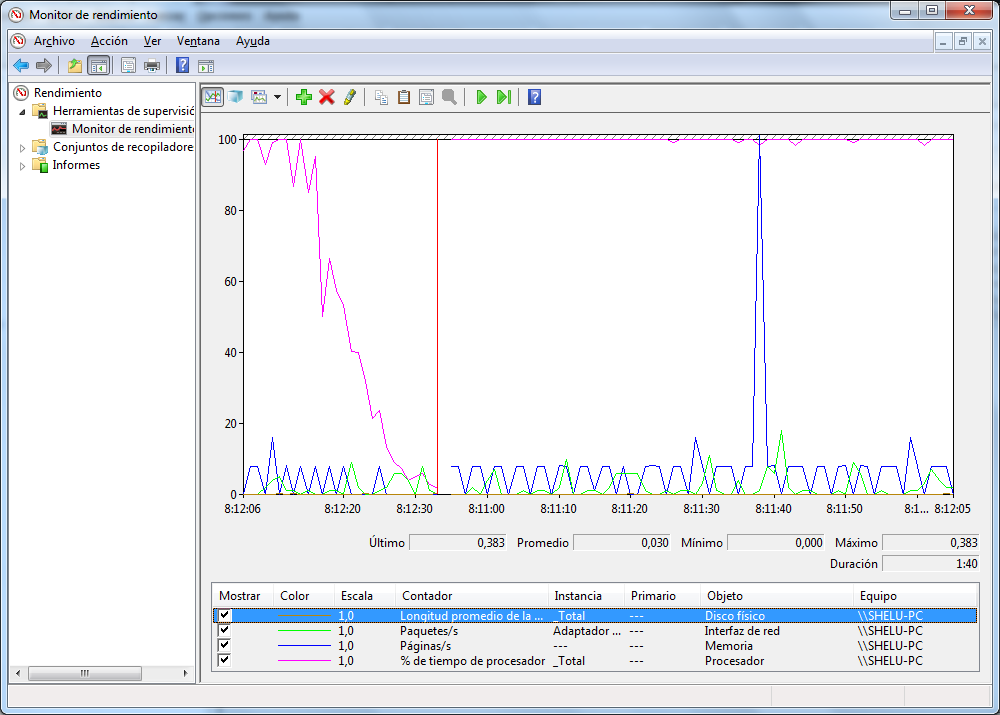 Monitor de rendimiento
Archivo Acción Ver Ventana Ayuda
Rendimiento
Herramientas de supervisió
Monitor de rendimient
Conjuntos de recopiladore
Informes
100
80
60
40
20
0
8:12:06 8:12:20 8:12:30 8:11:00 8:11:10 8:11:20 8:11:30 8:11:40 8:11:50 8:1... 8:12:05
Último 0,383 Promedio 0,030 Mínimo 0,000 Máximo 0,383
Duración 1:40
Mostrar Color Escala Contador Instancia Primario Objeto Equipo
1,0 Longitud promedio de la ... _Total --- Disco físico \\SHELU-PC
1,0 Paquetes/s Adaptador ... --- Interfaz de red \\SHELU-PC
1,0 Páginas/s --- --- Memoria \\SHELU-PC
1,0 % de tiempo de procesador _Total --- Procesador \\SHELU-PC